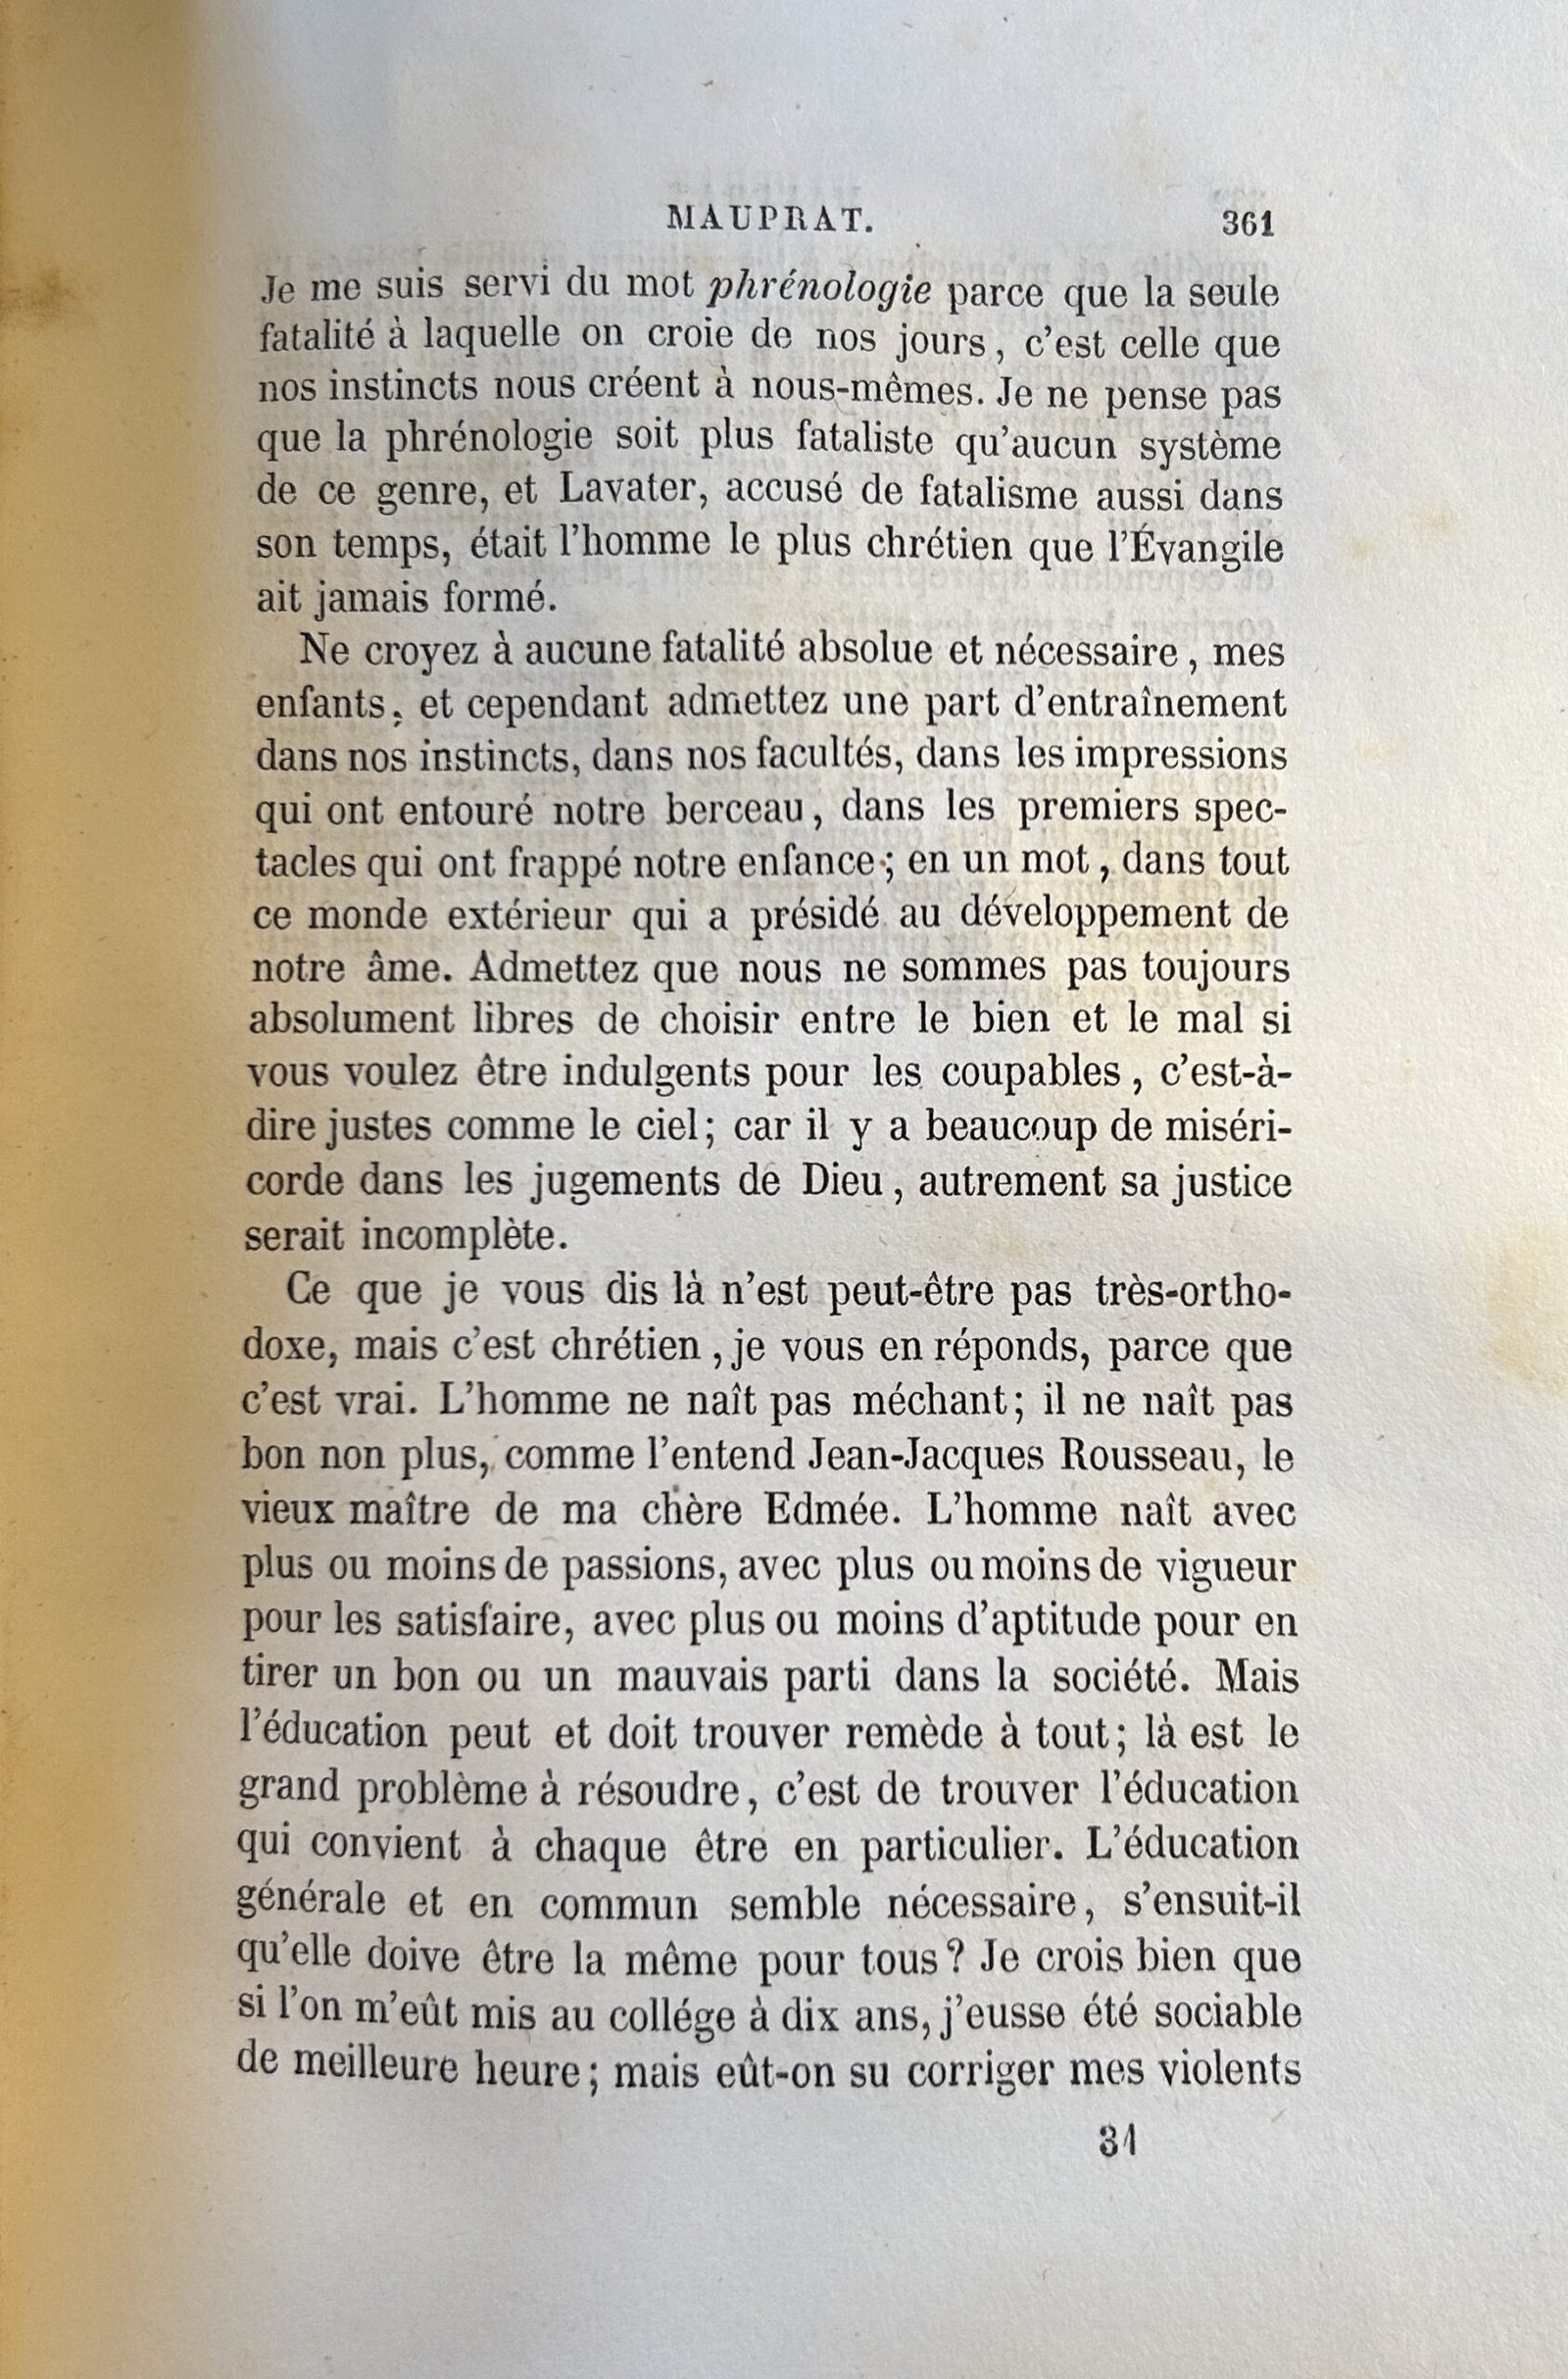 MAUPRAT. 361
Je me suis servi du mot phrénologie parce que la seule
fatalité à laquelle on croie de nos jours, c'est celle que
nos instincts nous créent à nous-mêmes. Je ne pense pas
que la phrénologie soit plus fataliste qu'aucun système
de ce genre, et Lavater, accusé de fatalisme aussi dans
son temps, était l'homme le plus chrétien que l'Évangile
ait jamais formé.
Ne croyez à aucune fatalité absolue et nécessaire, mes
enfants, et cependant admettez une part d'entraînement
dans nos instincts, dans nos facultés, dans les impressions
qui ont entouré notre berceau, dans les premiers spec-
tacles qui ont frappé notre enfance; en un mot, dans tout
ce monde extérieur qui a présidé au développement de
notre âme. Admettez que nous ne sommes pas toujours
absolument libres de choisir entre le bien et le mal si
vous voulez être indulgents pour les coupables, c'est-à-
dire justes comme le ciel; car il y a beaucoup de miséri-
corde dans les jugements de Dieu, autrement sa justice
serait incomplète.
Ce que je vous dis là n'est peut-être pas très-ortho-
doxe, mais c'est chrétien, je vous en réponds, parce que
c'est vrai. L'homme ne naît pas méchant; il ne naît pas
bon non plus, comme l'entend Jean-Jacques Rousseau, le
vieux maître de ma chère Edmée. L'homme naît avec
plus ou moins de passions, avec plus ou moins de vigueur
pour les satisfaire, avec plus ou moins d'aptitude pour en
tirer un bon ou un mauvais parti dans la société. Mais
l'éducation peut et doit trouver remède à tout; là est le
grand problème à résoudre, c'est de trouver l'éducation
qui convient à chaque être en particulier. L'éducation
générale et en commun semble nécessaire, s'ensuit-il
qu'elle doive être la même pour tous? Je crois bien que
si l'on m'eût mis au collége à dix ans, j'eusse été sociable
de meilleure heure; mais eût-on su corriger mes violents
31